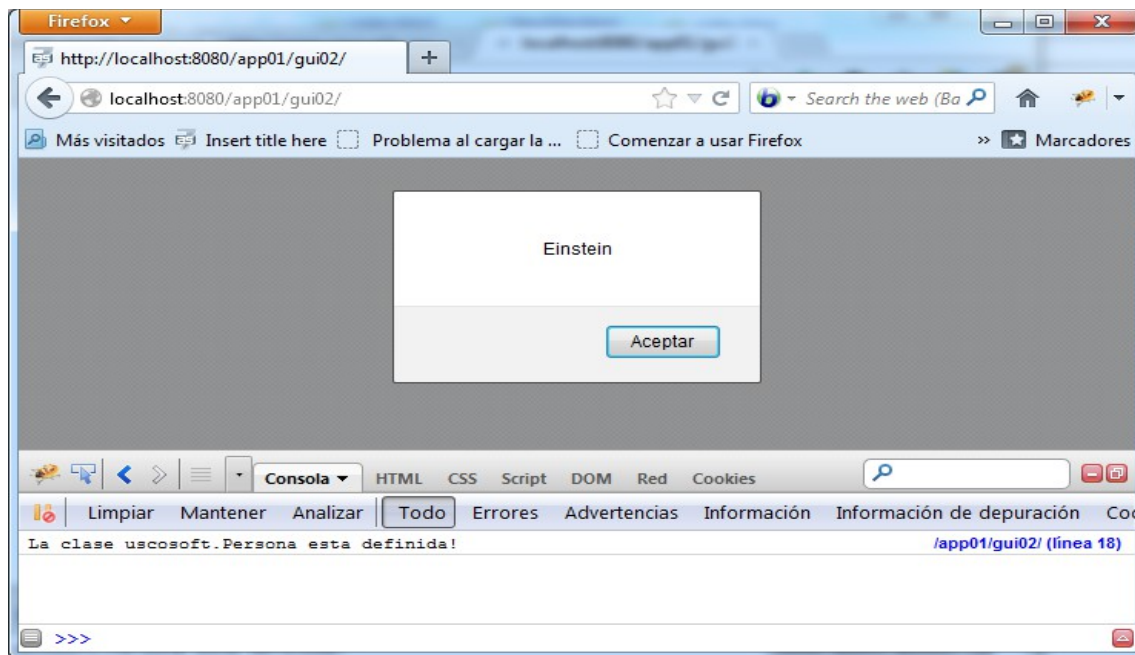 Firefox
http://localhost:8080/app01/gui02/
localhost:8080/app01/gui02/
Search the web (Ba
Más visitados Insert title here Problema al cargar la ... Comenzar a usar Firefox » Marcadores
Einstein
Aceptar
Consola HTML CSS Script DOM Red Cookies
Limpiar Mantener Analizar Todo Errores Advertencias Información Información de depuración Coo
La clase uscosoft.Persona esta definida! /app01/gui02/ (línea 18)
>>>